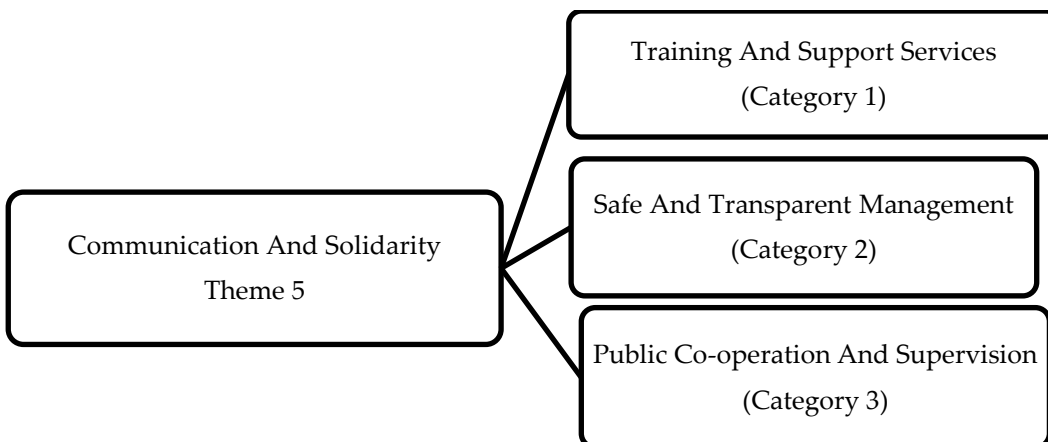 Training And Support Services
(Category 1)
Safe And Transparent Management
(Category 2)
Communication And Solidarity
Theme 5
Public Co-operation And Supervision
(Category 3)